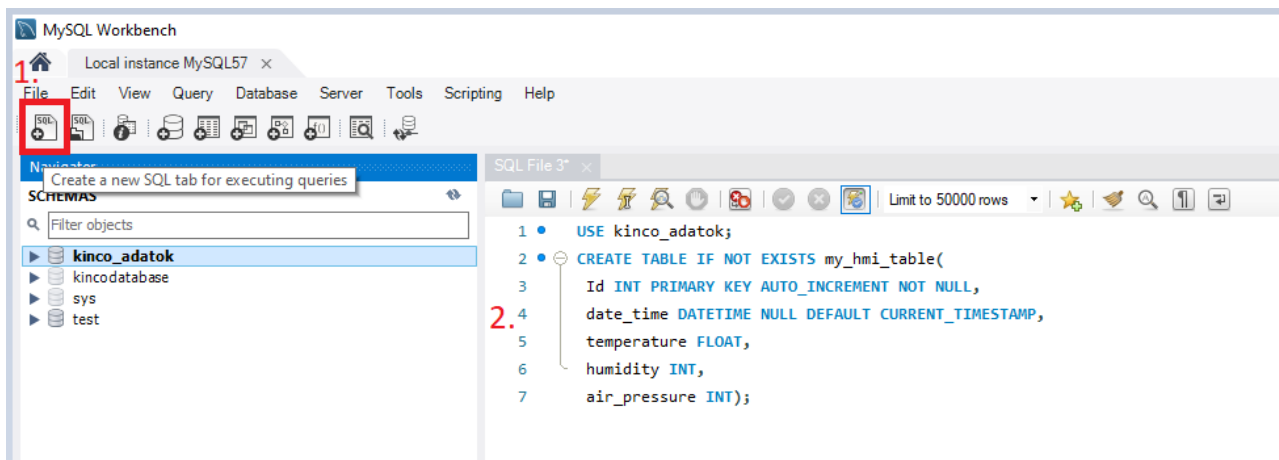 MySQL Workbench
Local instance MySQL57
1.
File Edit View Query Database Server Tools Scripting Help
SQL SQL
SQL File 3*
Create a new SQL tab for executing queries
SCHEMAS
Limit to 50000 rows
Filter objects
1 USE kinco_adatok;
kinco_adatok
2 CREATE TABLE IF NOT EXISTS my_hmi_table(
kincodatabase
3 Id INT PRIMARY KEY AUTO_INCREMENT NOT NULL,
sys
2.
4 date_time DATETIME NULL DEFAULT CURRENT_TIMESTAMP,
test
5 temperature FLOAT,
6 humidity INT,
7 air_pressure INT);